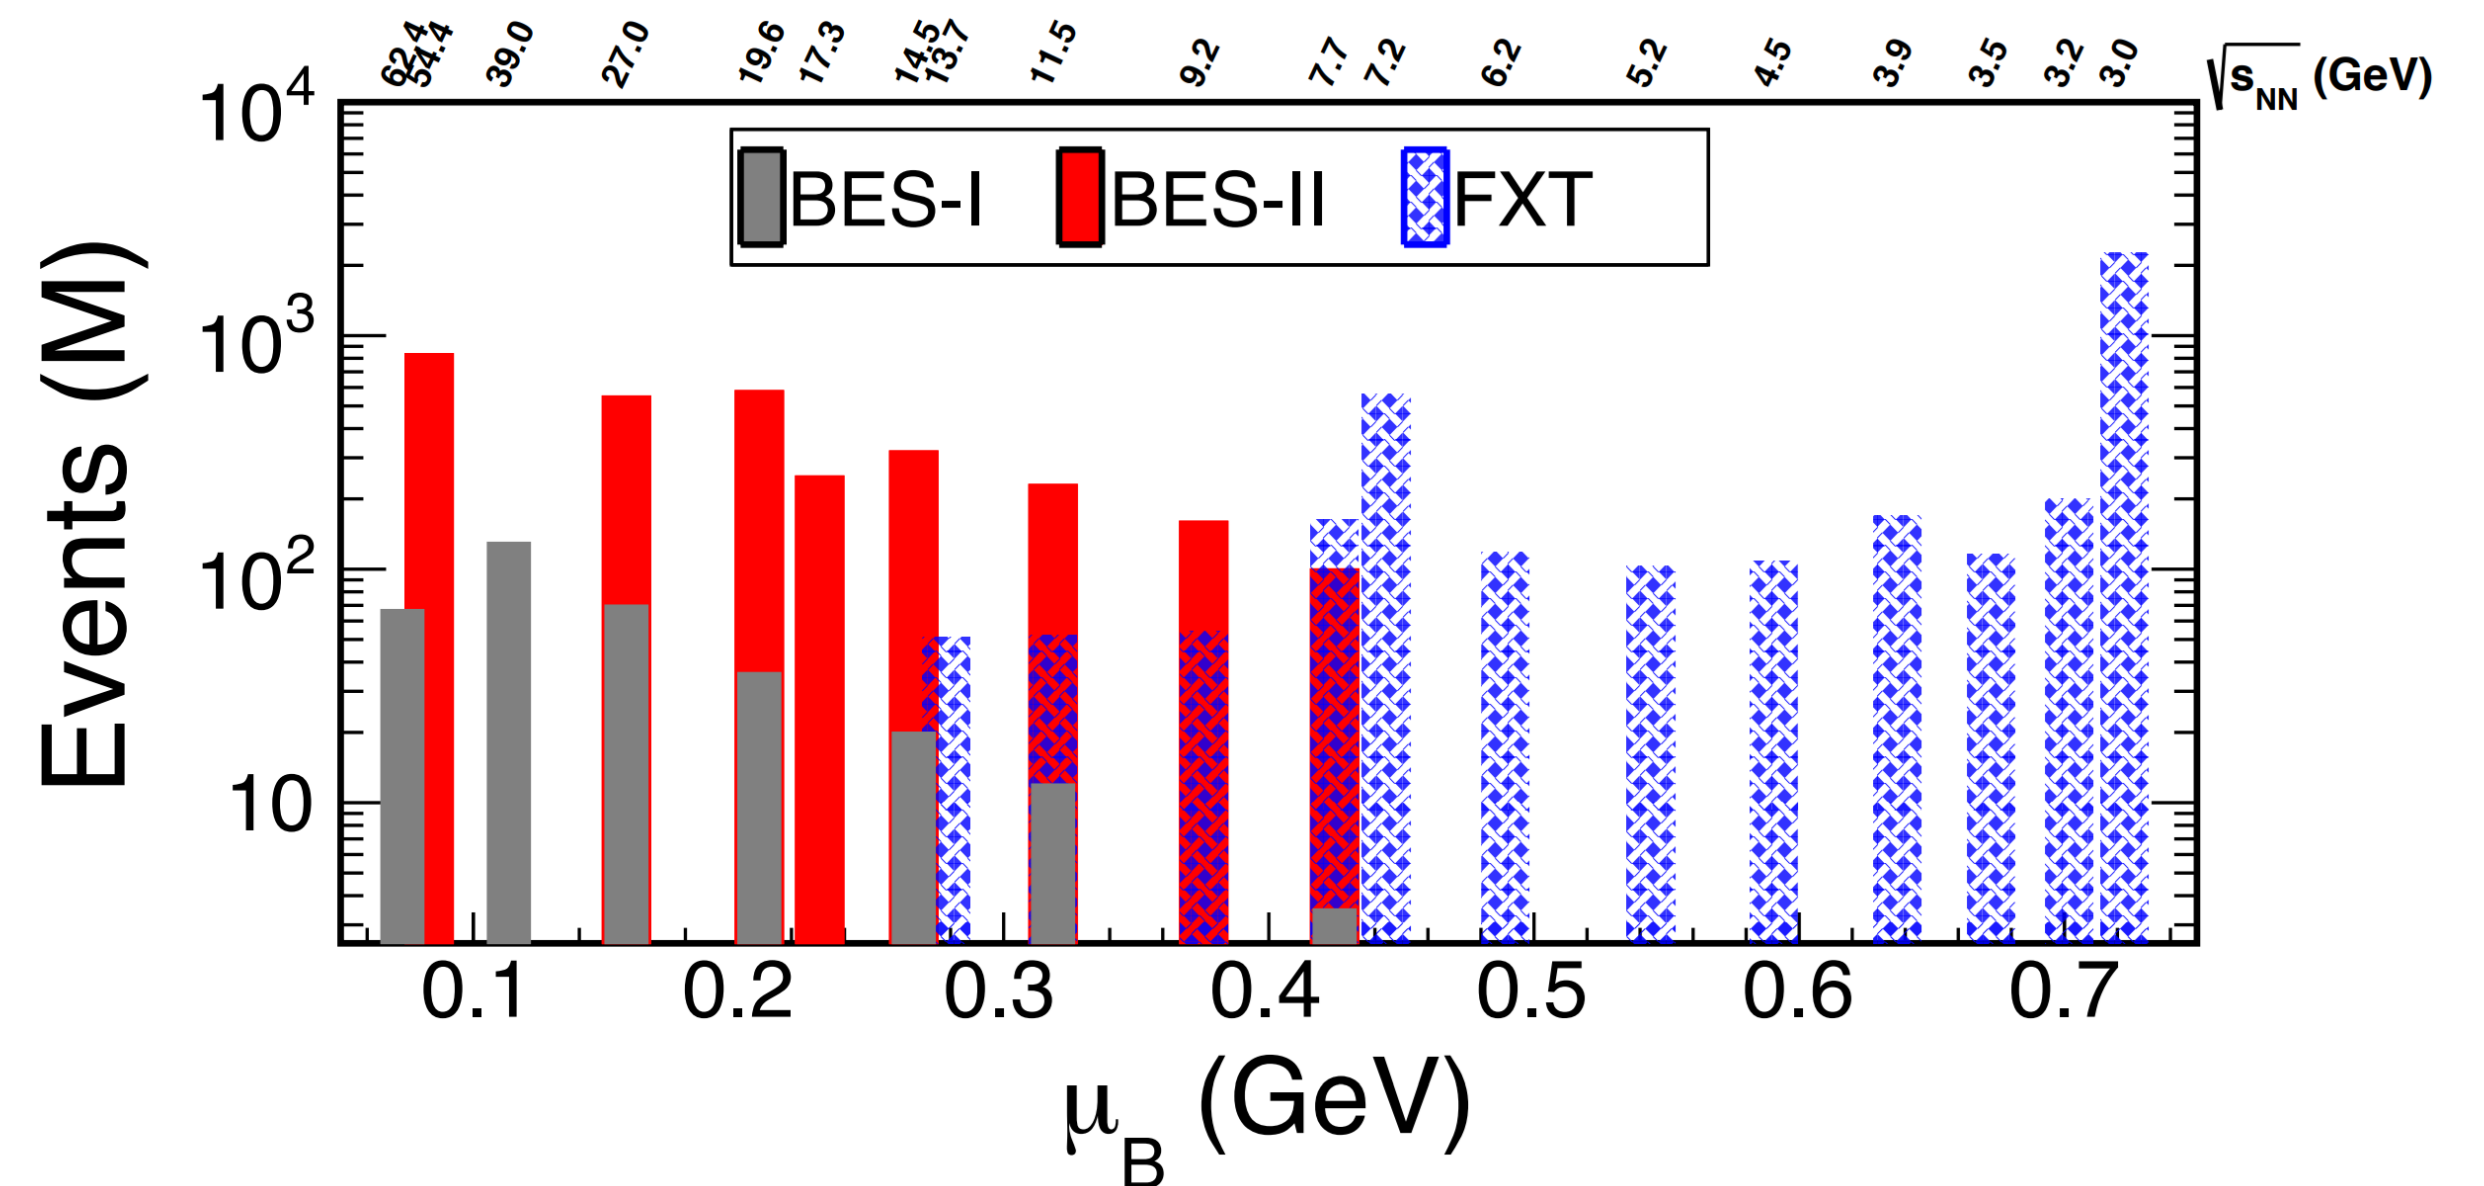 62.4 54.4 39.0 27.0 19.6 17.3 14.5 13.7 11.5 9.2 7.7 7.2 6.2 5.2 4.5 3.9 3.5 3.2 3.0 √sNN (GeV)
10⁴
BES-I BES-II FXT
10³
10²
10
Events (M)
0.1 0.2 0.3 0.4 0.5 0.6 0.7
μB (GeV)